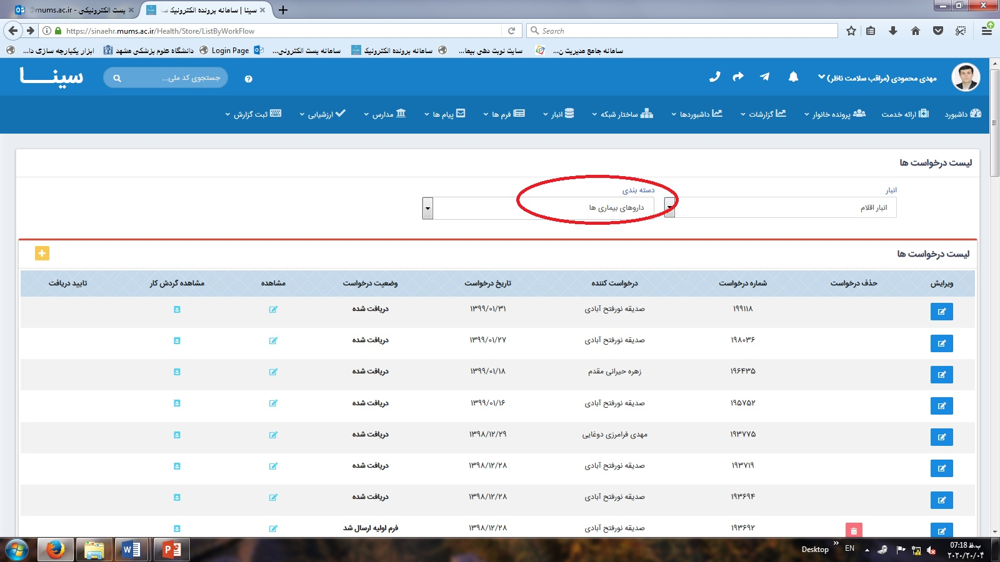 پست الکترونیکی - mums.ac.ir@
سینا | سامانه پرونده الکترونیک سـ
https://sinaehr.mums.ac.ir/Health/Store/ListByWorkFlow
Search
ابزار یکپارچه سازی دا...
دانشگاه علوم پزشکی مشهد
Login Page
سامانه پست الکترونی...
سامانه پرونده الکترونیک
سایت نوبت دهی بیما...
سامانه جامع مدیریت ن...
مهدی محمودی (مراقب سلامت ناظر)
جستجوی کد ملی...
سینا
داشبورد
ارائه خدمت
پرونده خانوار
گزارشات
داشبوردها
ساختار شبکه
انبار
فرم ها
پیام ها
مدارس
ارزشیابی
ثبت گزارش
لیست درخواست ها
انبار
دسته بندی
انبار اقلام
داروهای بیماری ها
لیست درخواست ها
ویرایش حذف درخواست شماره درخواست درخواست کننده تاریخ درخواست وضعیت درخواست مشاهده مشاهده گردش کار تایید دریافت
۱۹۹۱۱۸ صدیقه نورفتح آبادی ۱۳۹۹/۰۱/۳۱ دریافت شده
۱۹۸۰۳۶ صدیقه نورفتح آبادی ۱۳۹۹/۰۱/۲۷ دریافت شده
۱۹۶۴۳۵ زهره حیرانی مقدم ۱۳۹۹/۰۱/۱۸ دریافت شده
۱۹۵۷۵۲ صدیقه نورفتح آبادی ۱۳۹۹/۰۱/۱۶ دریافت شده
۱۹۳۷۷۵ مهدی فرامرزی دوغایی ۱۳۹۸/۱۲/۲۹ دریافت شده
۱۹۳۷۱۹ صدیقه نورفتح آبادی ۱۳۹۸/۱۲/۲۸ دریافت شده
۱۹۳۶۹۴ صدیقه نورفتح آبادی ۱۳۹۸/۱۲/۲۸ دریافت شده
۱۹۳۶۹۲ صدیقه نورفتح آبادی ۱۳۹۸/۱۲/۲۸ فرم اولیه ارسال شد
Desktop
EN
07:18 ب.ظ
۲۰۲۰/۲۰/۰۴